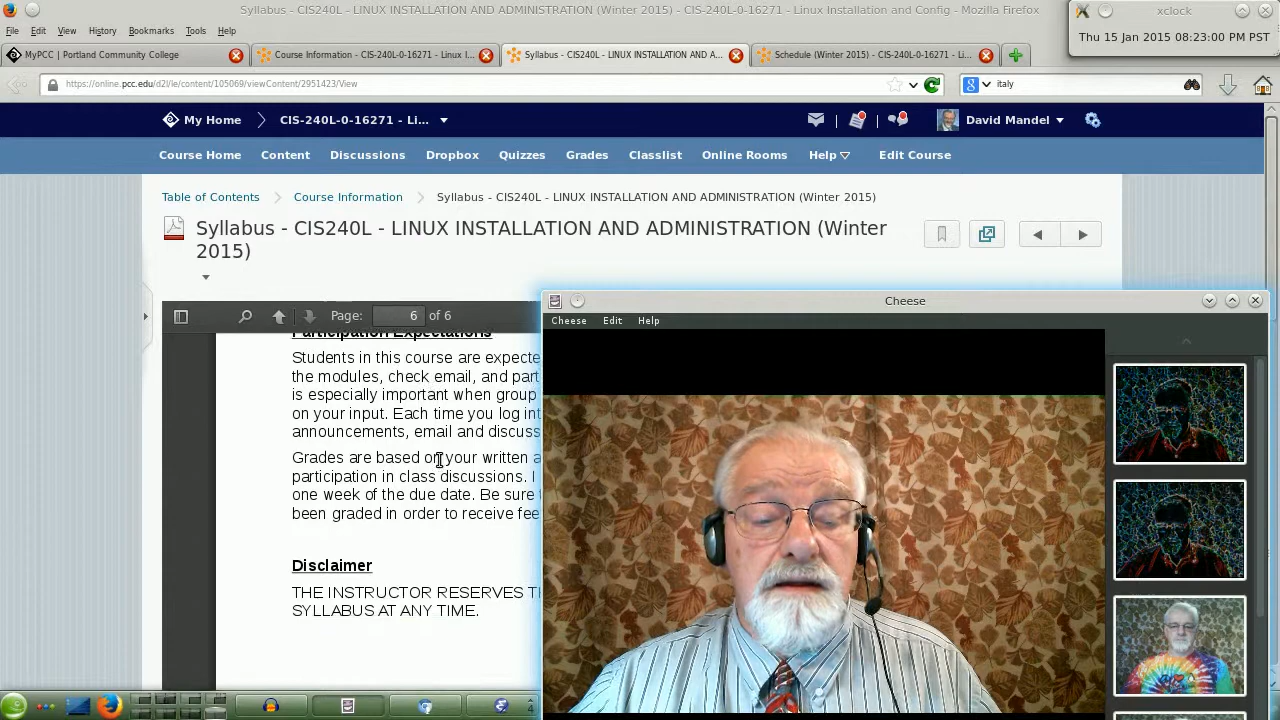 Syllabus - CIS240L - LINUX INSTALLATION AND ADMINISTRATION (Winter 2015) - CIS-240L-0-16271 - Linux Installation and Config - Mozilla Firefox
xclock
File Edit View History Bookmarks Tools Help
Thu 15 Jan 2015 08:23:00 PM PST
MyPCC | Portland Community College
Course Information - CIS-240L-0-16271 - Linux I...
Syllabus - CIS240L - LINUX INSTALLATION AND A...
Schedule (Winter 2015) - CIS-240L-0-16271 - Li...
https://online.pcc.edu/d2l/le/content/105069/viewContent/2951423/View
italy
My Home
CIS-240L-0-16271 - Li...
David Mandel
Course Home Content Discussions Dropbox Quizzes Grades Classlist Online Rooms Help Edit Course
Table of Contents
Course Information
Syllabus - CIS240L - LINUX INSTALLATION AND ADMINISTRATION (Winter 2015)
Syllabus - CIS240L - LINUX INSTALLATION AND ADMINISTRATION (Winter
2015)
Page: 6 of 6
Participation Expectations
Students in this course are expecte
the modules, check email, and part
is especially important when group
on your input. Each time you log int
announcements, email and discuss
Grades are based on your written a
participation in class discussions. I
one week of the due date. Be sure
been graded in order to receive fee
Disclaimer
THE INSTRUCTOR RESERVES T
SYLLABUS AT ANY TIME.
Cheese
Cheese Edit Help